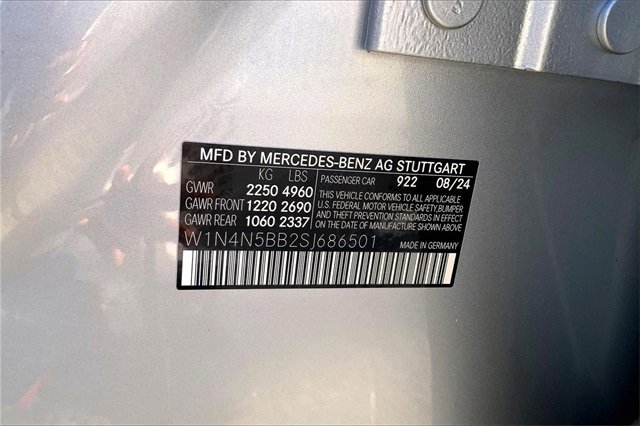 MFD BY MERCEDES-BENZ AG STUTTGART
KG LBS
GVWR 2250 4960
GAWR FRONT 1220 2690
GAWR REAR 1060 2337
PASSENGER CAR 922 08/24
THIS VEHICLE CONFORMS TO ALL APPLICABLE
U.S. FEDERAL MOTOR VEHICLE SAFETY,BUMPER
AND THEFT PREVENTION STANDARDS IN EFFECT
ON THE DATE OF MANUFACTURE SHOWN ABOVE.
W1N4N5BB2SJ686501 MADE IN GERMANY